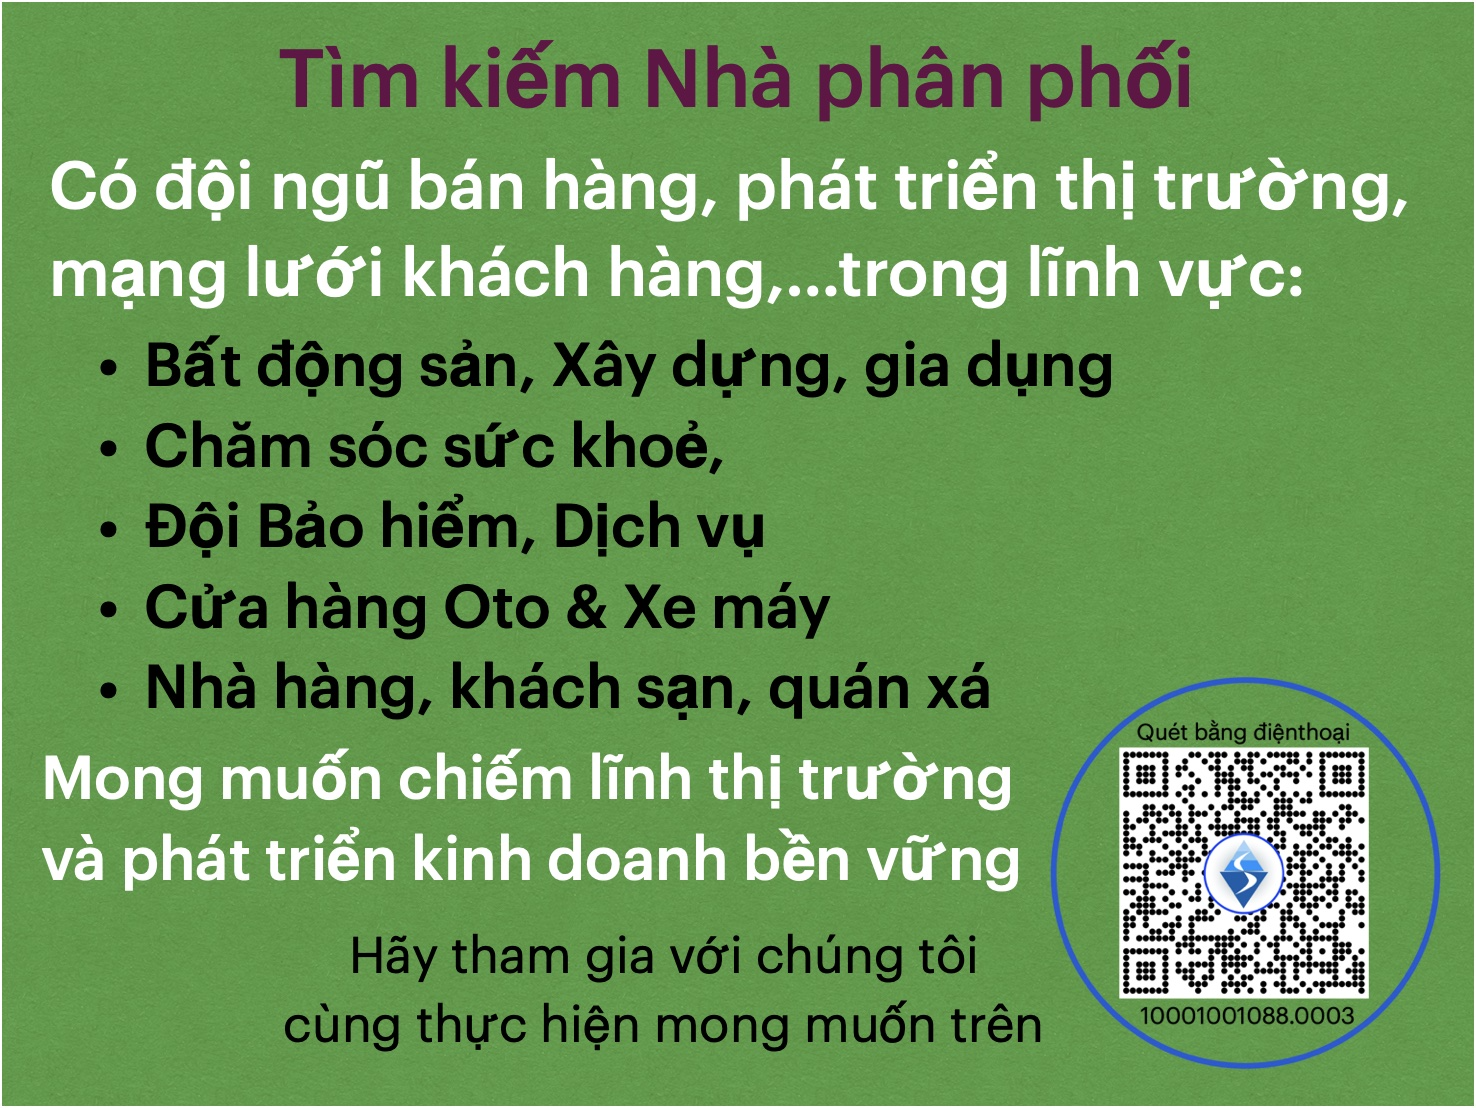 Tìm kiếm Nhà phân phối
Có đội ngũ bán hàng, phát triển thị trường,
mạng lưới khách hàng,...trong lĩnh vực:
• Bất động sản, Xây dựng, gia dụng
• Chăm sóc sức khoẻ,
• Đội Bảo hiểm, Dịch vụ
• Cửa hàng Oto & Xe máy
• Nhà hàng, khách sạn, quán xá
Mong muốn chiếm lĩnh thị trường
và phát triển kinh doanh bền vững
Hãy tham gia với chúng tôi
cùng thực hiện mong muốn trên
Quét bằng điệnthoại
10001001088.0003